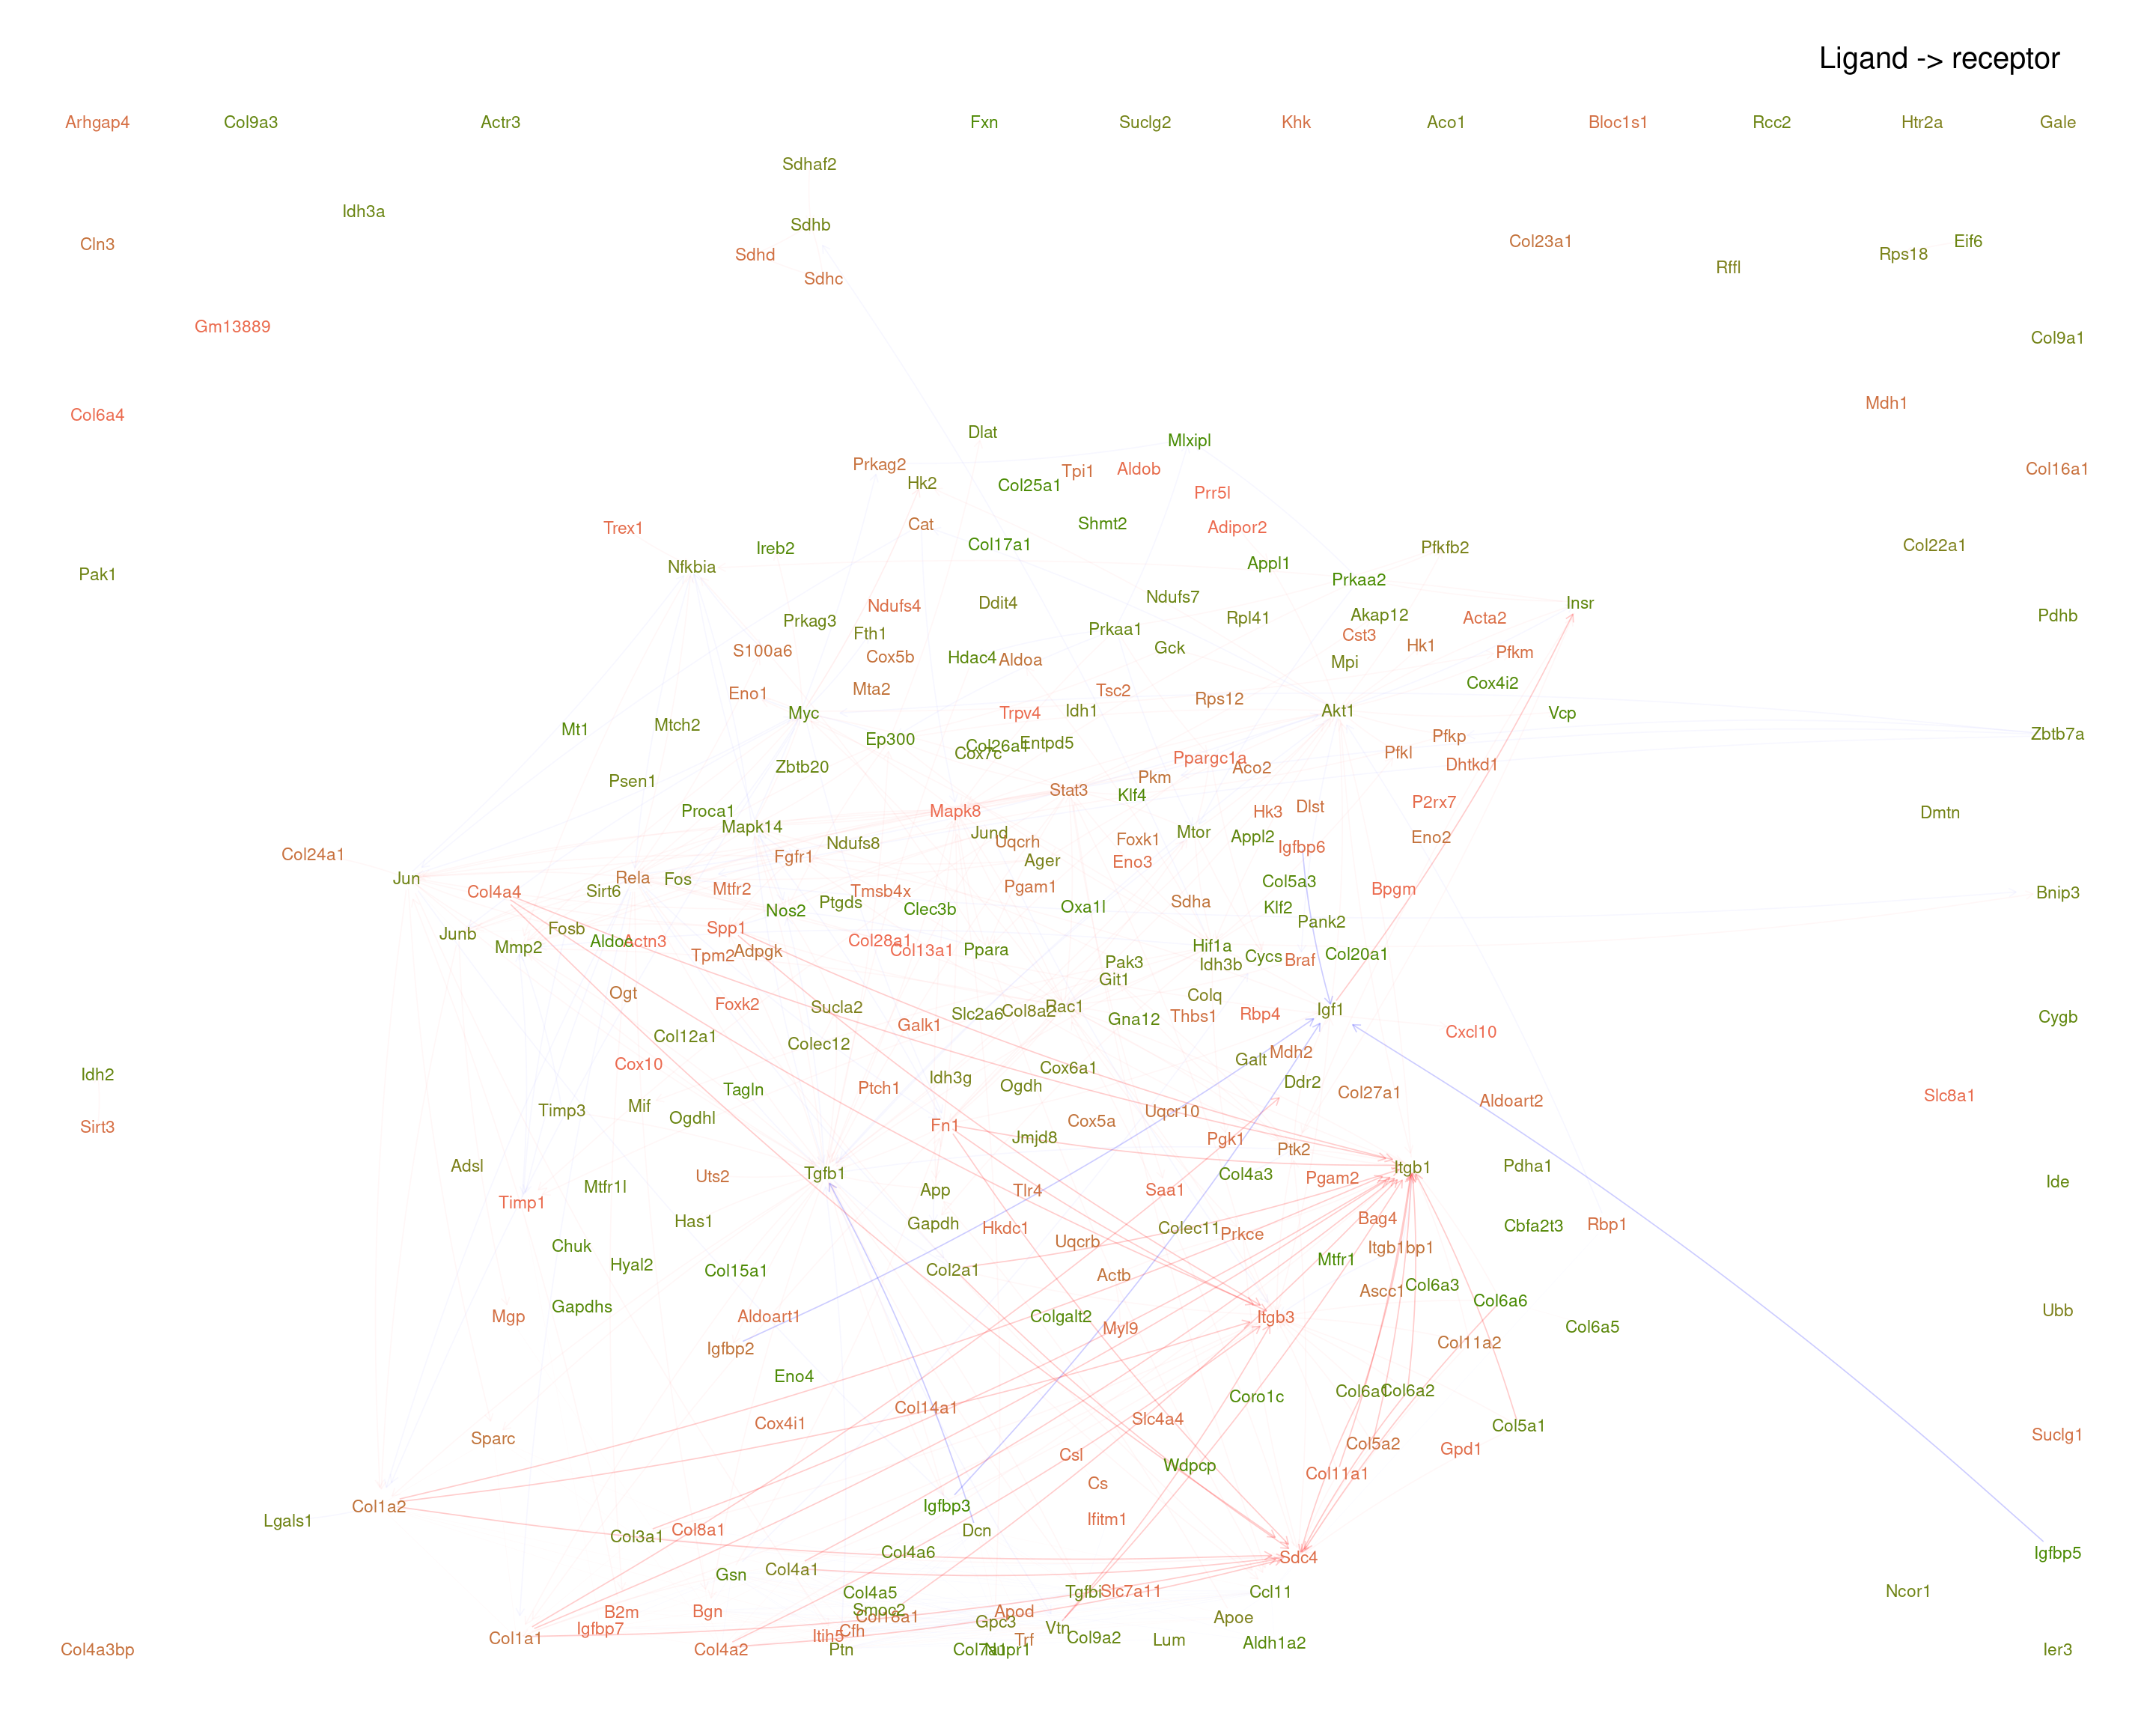 Ligand -> receptor
Arhgap4 Col9a3 Actr3 Fxn Suclg2 Khk Aco1 Bloc1s1 Rcc2 Htr2a Gale
Sdhaf2
Idh3a
Sdhb
Cln3 Sdhd Col23a1 Rps18 Eif6
Sdhc Rffl
Gm13889
Col9a1
Col6a4 Mdh1
Dlat Mlxipl
Prkag2 Tpi1 Aldob Col16a1
Hk2 Col25a1 Prr5l
Trex1 Cat Shmt2 Adipor2
Ireb2 Col17a1 Pfkfb2 Col22a1
Pak1 Nfkbia Appl1 Prkaa2
Ndufs4 Ddit4 Ndufs7 Insr
Prkag3 Fth1 Prkaa1 Rpl41 Akap12 Acta2 Pdhb
S100a6 Cox5b Hdac4 Aldoa Gck Cst3 Hk1 Pfkm
Mpi
Eno1 Mta2 Tsc2 Rps12 Cox4i2
Mt1 Mtch2 Myc Trpv4 Idh1 Akt1 Vcp
Ep300 Col26a1 Entpd5 Pfkp Zbtb7a
Cox7c Ppargc1a Pfkl
Psen1 Zbtb20 Pkm Aco2 Dhtkd1
Stat3 Klf4
Proca1 Mapk8 Hk3 Dlst P2rx7 Dmtn
Mapk14 Jund Mtor Appl2 Eno2
Col24a1 Fgfr1 Ndufs8 Uqcrh Foxk1 Igfbp6
Ager Eno3
Jun Col4a4 Sirt6 Rela Fos Mtfr2 Tmsb4x Pgam1 Col5a3 Bpgm Bnip3
Nos2 Ptgds Clec3b Oxa1l Sdha Klf2
Junb Fosb Spp1 Pank2
Mmp2 Actn3 Col28a1 Col13a1 Ppara Hif1a
Tpm2 Adpgk Pak3 Idh3b Cycs Braf Col20a1
Ogt Git1 Colq
Foxk2 Sucla2 Slc2a6 Col8a2 Rac1 Gna12 Thbs1 Rbp4 Igf1 Cygb
Col12a1 Colec12 Galk1 Cxcl10
Idh2 Cox10 Idh3g Cox6a1 Galt Mdh2
Tagln Ptch1 Ogdh Ddr2 Col27a1 Aldoart2 Slc8a1
Timp3 Mif Ogdhl Uqcr10
Sirt3 Fn1 Jmjd8 Cox5a Pgk1 Ptk2
Adsl Uts2 Tgfb1 Col4a3 Pgam2 Itgb1 Pdha1
Timp1 Mtfr1l App Tlr4 Saa1 Ide
Has1 Gapdh Hkdc1 Colec11 Prkce Bag4 Cbfa2t3 Rbp1
Chuk Hyal2 Col15a1 Col2a1 Uqcrb Actb Mtfr1 Itgb1bp1
Ascc1 Col6a3 Col6a6
Mgp Gapdhs Aldoart1 Colgalt2 Myl9 Itgb3 Col6a5 Ubb
Igfbp2 Col11a2
Eno4 Coro1c Col6a1 Col6a2
Cox4i1 Col14a1 Slc4a4 Col5a1
Sparc Csl Col5a2 Gpd1 Suclg1
Cs Wdpcp Col11a1
Col1a2 Igfbp3
Lgals1 Col3a1 Col8a1 Dcn Ifitm1
Col4a6 Sdc4 Igfbp5
Gsn Col4a1
Col4a5 Tgfbi Slc7a11 Ccl11 Ncor1
B2m Bgn Smoc2 Col18a1 Apod Apoe
Igfbp7 Cfh Gpc3 Vtn
Col1a1 Itih5 Trf Col9a2 Lum Aldh1a2
Col4a3bp Col4a2 Ptn Col7a1 Nupr1 Ier3